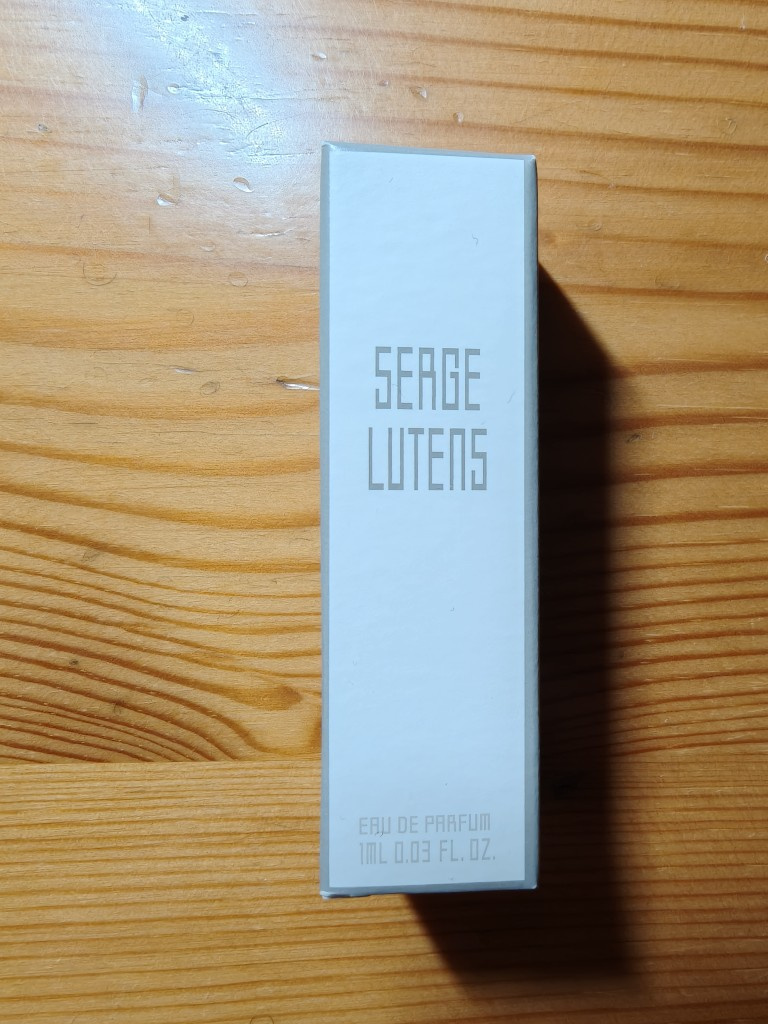 SERGE
LUTENS
EAU DE PARFUM
1ML 0.03 FL. OZ.